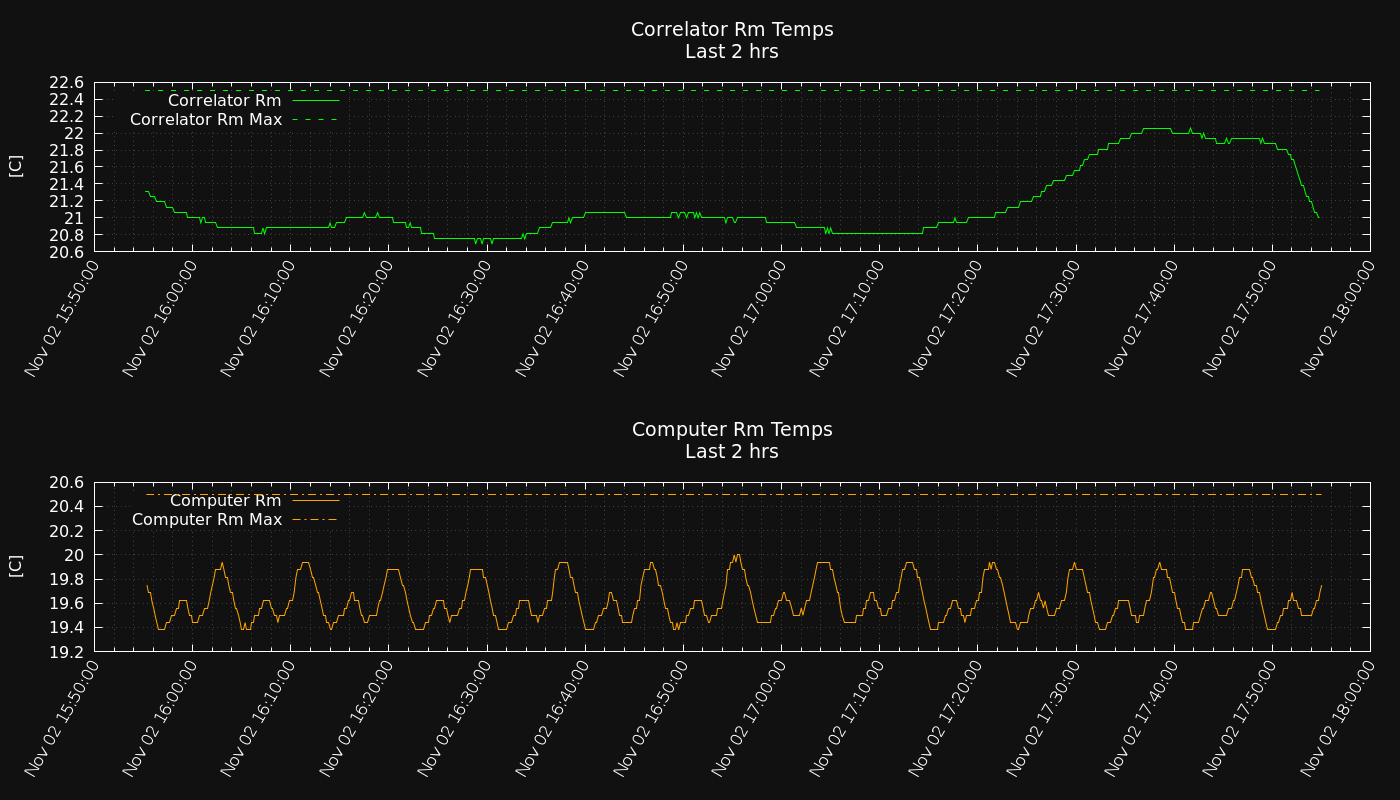 Correlator Rm Temps
Last 2 hrs
22.6
22.4
22.2
22
21.8
21.6
21.4
21.2
21
20.8
20.6
[C]
Correlator Rm
Correlator Rm Max
Nov 02 15:50:00
Nov 02 16:00:00
Nov 02 16:10:00
Nov 02 16:20:00
Nov 02 16:30:00
Nov 02 16:40:00
Nov 02 16:50:00
Nov 02 17:00:00
Nov 02 17:10:00
Nov 02 17:20:00
Nov 02 17:30:00
Nov 02 17:40:00
Nov 02 17:50:00
Nov 02 18:00:00
Computer Rm Temps
Last 2 hrs
20.6
20.4
20.2
20
19.8
19.6
19.4
19.2
[C]
Computer Rm
Computer Rm Max
Nov 02 15:50:00
Nov 02 16:00:00
Nov 02 16:10:00
Nov 02 16:20:00
Nov 02 16:30:00
Nov 02 16:40:00
Nov 02 16:50:00
Nov 02 17:00:00
Nov 02 17:10:00
Nov 02 17:20:00
Nov 02 17:30:00
Nov 02 17:40:00
Nov 02 17:50:00
Nov 02 18:00:00